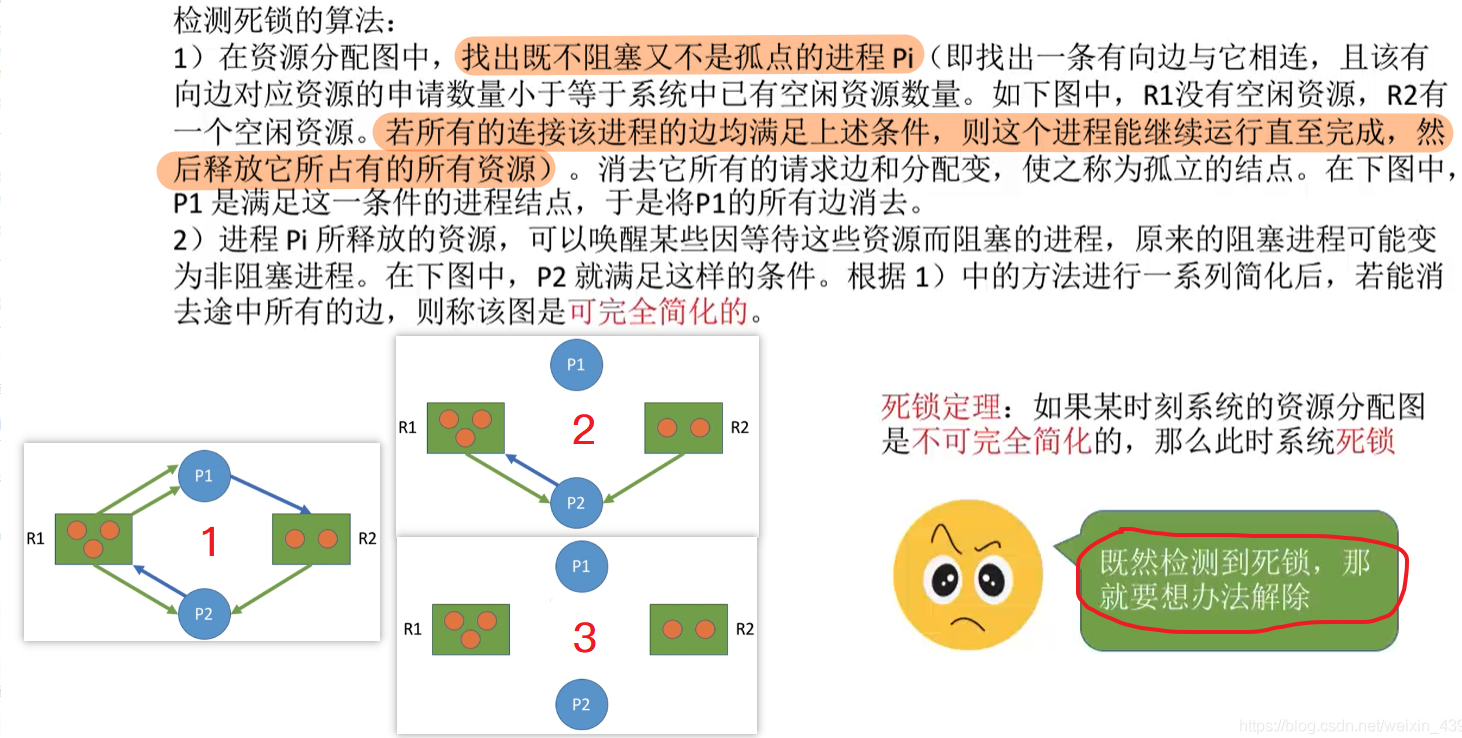 检测死锁的算法：
1）在资源分配图中，找出既不阻塞又不是孤点的进程 Pi（即找出一条有向边与它相连，且该有
向边对应资源的申请数量小于等于系统中已有空闲资源数量。如下图中，R1没有空闲资源，R2有
一个空闲资源。若所有的连接该进程的边均满足上述条件，则这个进程能继续运行直至完成，然
后释放它所占有的所有资源）。消去它所有的请求边和分配变，使之称为孤立的结点。在下图中，
P1 是满足这一条件的进程结点，于是将P1的所有边消去。
2）进程 Pi 所释放的资源，可以唤醒某些因等待这些资源而阻塞的进程，原来的阻塞进程可能变
为非阻塞进程。在下图中，P2 就满足这样的条件。根据 1）中的方法进行一系列简化后，若能消
去途中所有的边，则称该图是可完全简化的。
P1
R1
1
R2
P2
P1
R1
2
R2
P2
P1
R1
3
R2
P2
死锁定理：如果某时刻系统的资源分配图
是不可完全简化的，那么此时系统死锁
既然检测到死锁，那
就要想办法解除
https://blog.csdn.net/weixin_439